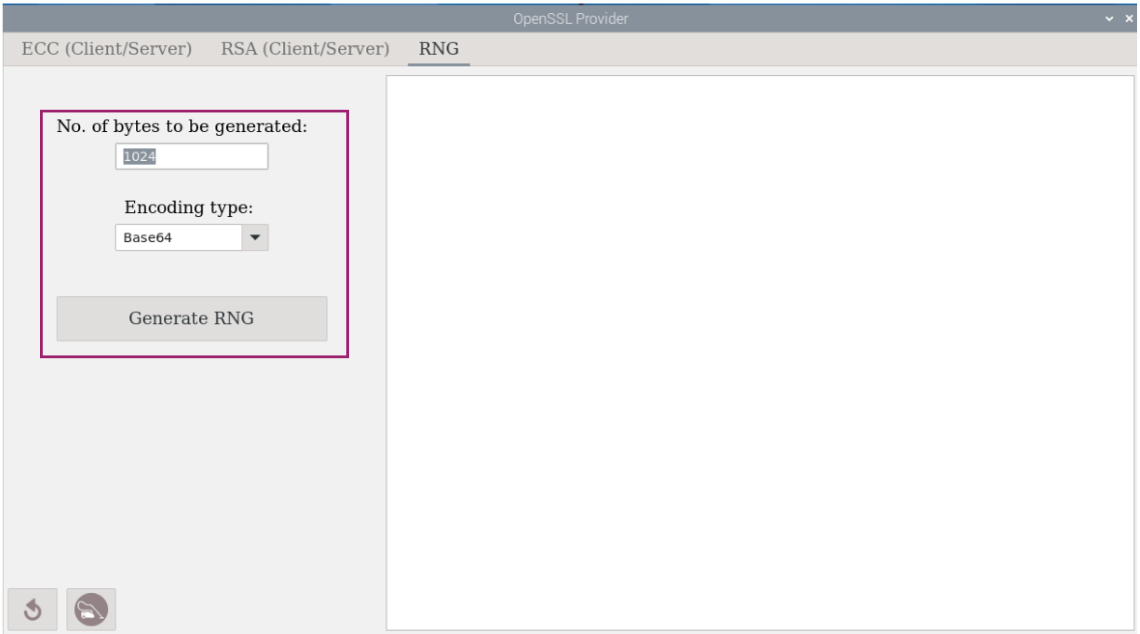 OpenSSL Provider
ECC (Client/Server) RSA (Client/Server) RNG
No. of bytes to be generated:
1024
Encoding type:
Base64
Generate RNG